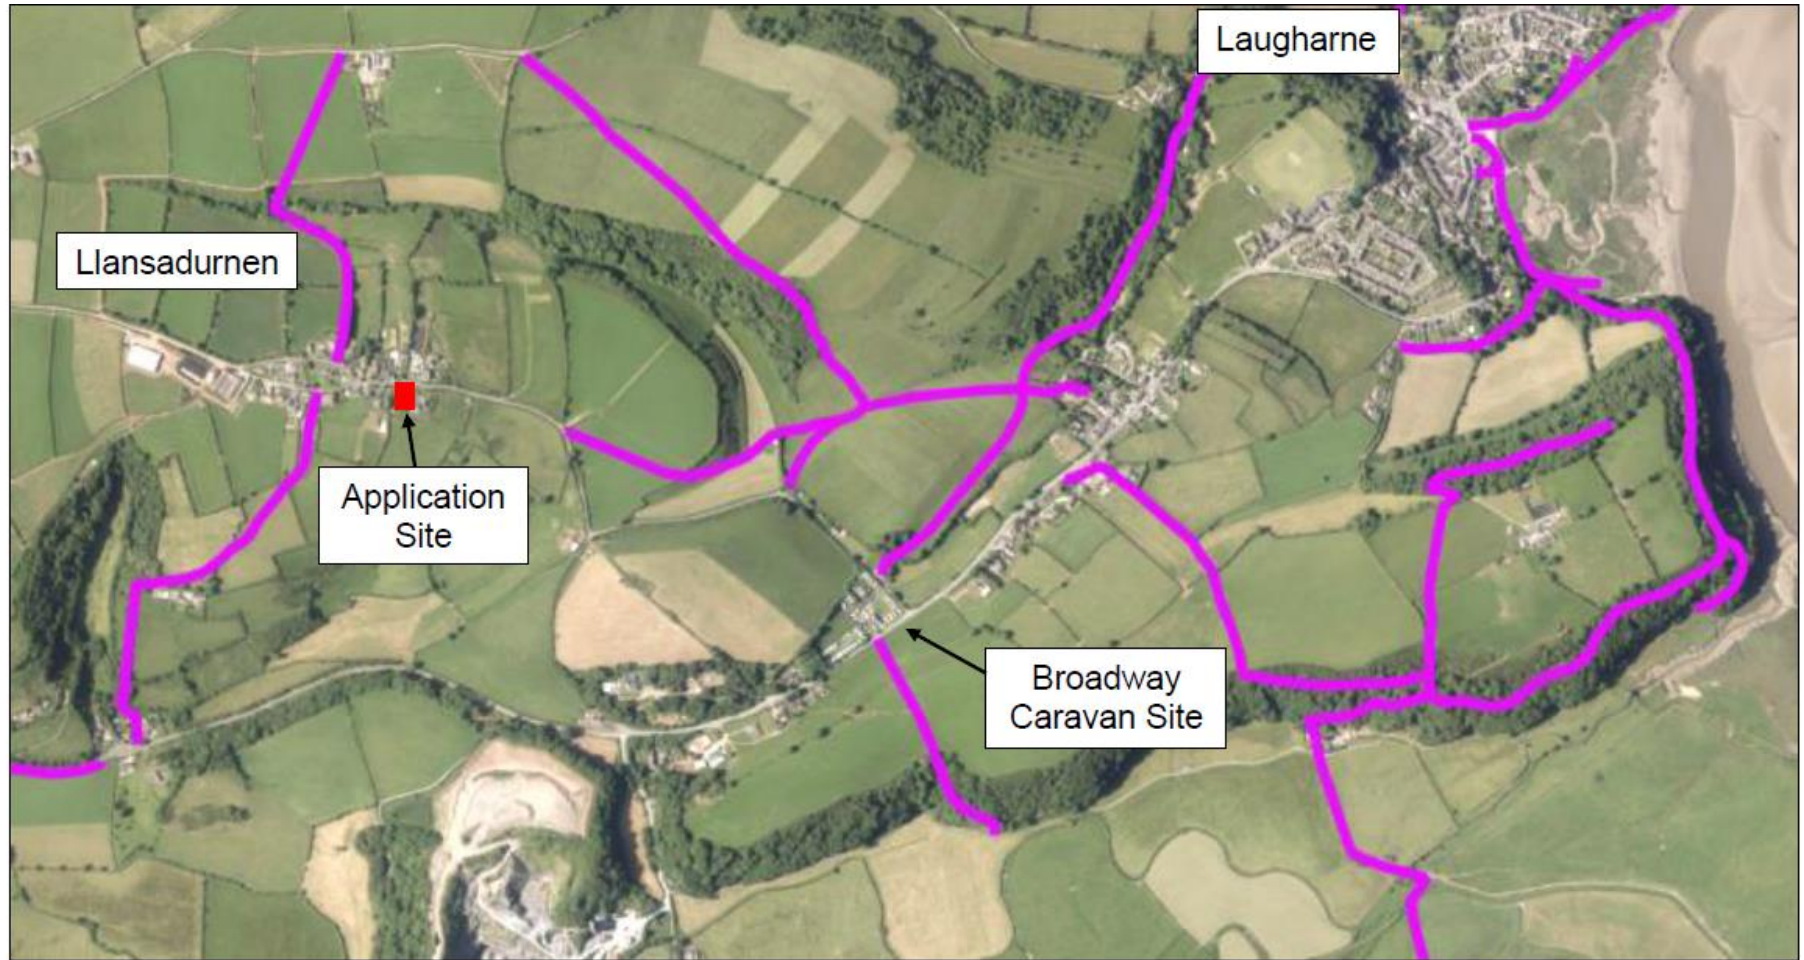 Laugharne
Llansadurnen
Application
Site
Broadway
Caravan Site